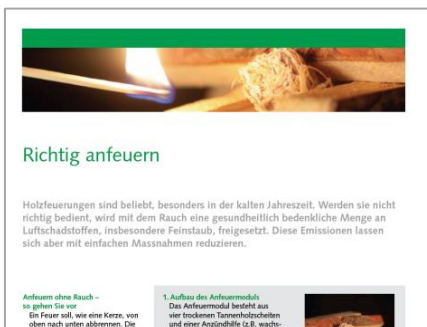 Richtig anfeuern
Holzfeuerungen sind beliebt, besonders in der kalten Jahreszeit. Werden sie nicht
richtig bedient, wird mit dem Rauch eine gesundheitlich bedenkliche Menge an
Luftschadstoffen, insbesondere Feinstaub, freigesetzt. Diese Emissionen lassen
sich aber mit einfachen Massnahmen reduzieren.
Anfeuern ohne Rauch –
so gehen Sie vor
Ein Feuer soll, wie eine Kerze, von
oben nach unten abbrennen. Die
1. Aufbau des Anfeuermoduls
Das Anfeuermodul besteht aus
vier trockenen Tannenholzscheiten
und einer Anzündhilfe (z.B. wachs-